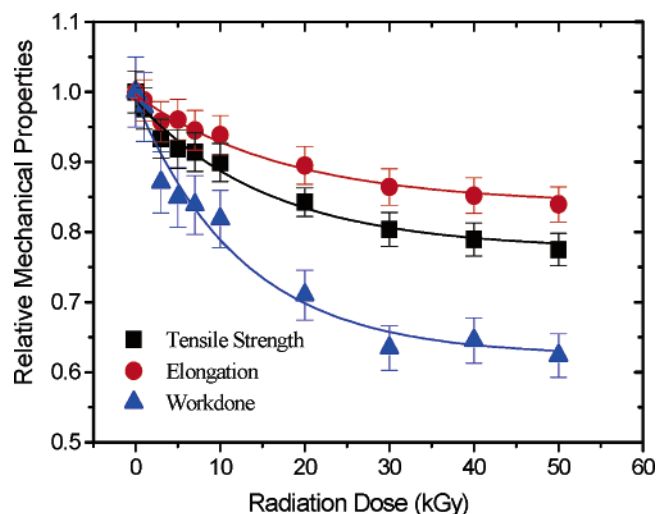 1.1
1.0
0.9
0.8
0.7
0.6
0.5
Relative Mechanical Properties
Tensile Strength
Elongation
Workdone
0 10 20 30 40 50 60
Radiation Dose (kGy)